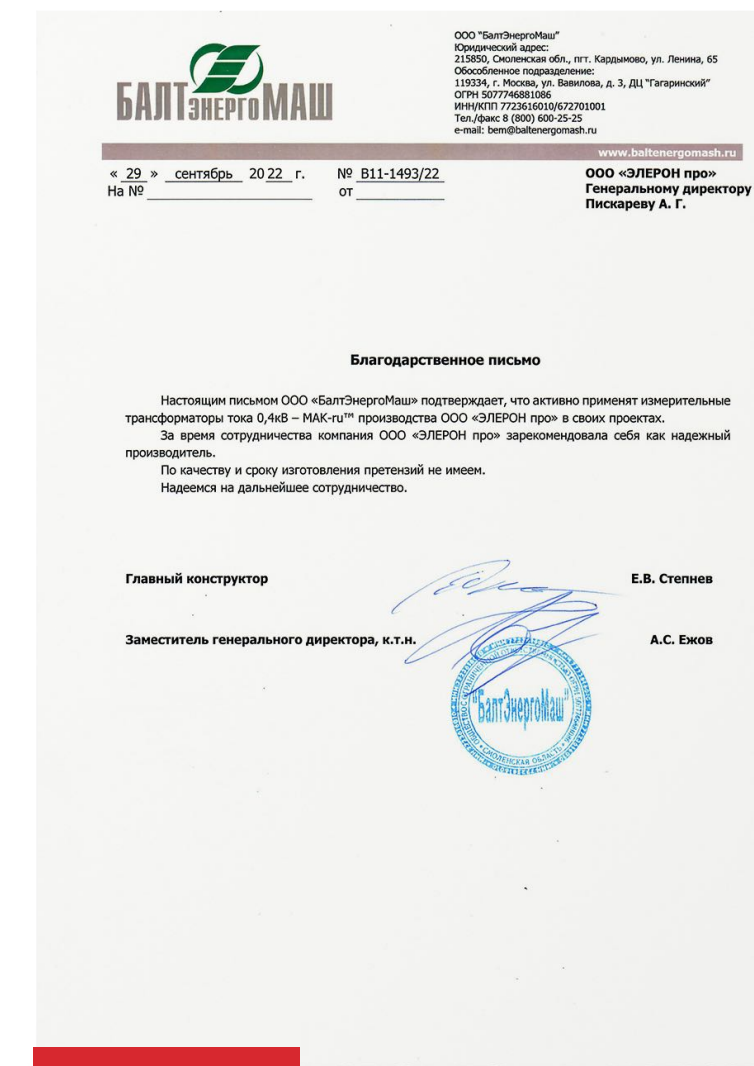 БАЛТЭНЕРГОМАШ
ООО "БалтЭнергоМаш"
Юридический адрес:
215850, Смоленская обл., пгт. Кардымово, ул. Ленина, 65
Обособленное подразделение:
119334, г. Москва, ул. Вавилова, д. 3, ДЦ "Гагаринский"
ОГРН 5077746881086
ИНН/КПП 7723616010/672701001
Тел./факс 8 (800) 600-25-25
e-mail: bem@baltenergomash.ru
www.baltenergomash.ru
« 29 » сентябрь 20 22 г. № В11-1493/22
На № от
ООО «ЭЛЕРОН про»
Генеральному директору
Пискареву А. Г.
Благодарственное письмо
Настоящим письмом ООО «БалтЭнергоМаш» подтверждает, что активно применят измерительные
трансформаторы тока 0,4кВ – MAK-ru™ производства ООО «ЭЛЕРОН про» в своих проектах.
За время сотрудничества компания ООО «ЭЛЕРОН про» зарекомендовала себя как надежный
производитель.
По качеству и сроку изготовления претензий не имеем.
Надеемся на дальнейшее сотрудничество.
Главный конструктор Е.В. Степнев
Заместитель генерального директора, к.т.н. А.С. Ежов
"БалтЭнергоМаш"
СМОЛЕНСКАЯ ОБЛАСТЬ